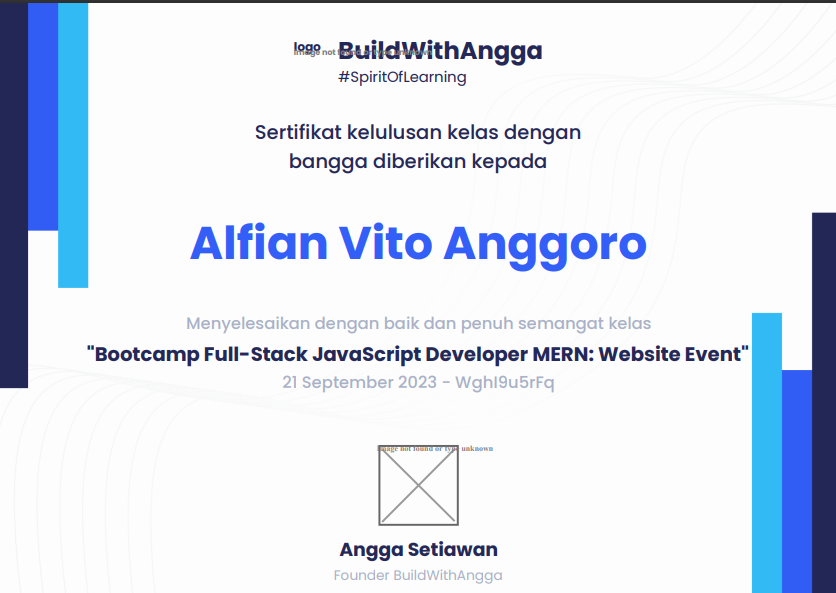 logo
Image not found or type unknown
BuildWithAngga
#SpiritOfLearning
Sertifikat kelulusan kelas dengan
bangga diberikan kepada
Alfian Vito Anggoro
Menyelesaikan dengan baik dan penuh semangat kelas
"Bootcamp Full-Stack JavaScript Developer MERN: Website Event"
21 September 2023 - Wghl9u5rFq
Image not found or type unknown
Angga Setiawan
Founder BuildWithAngga